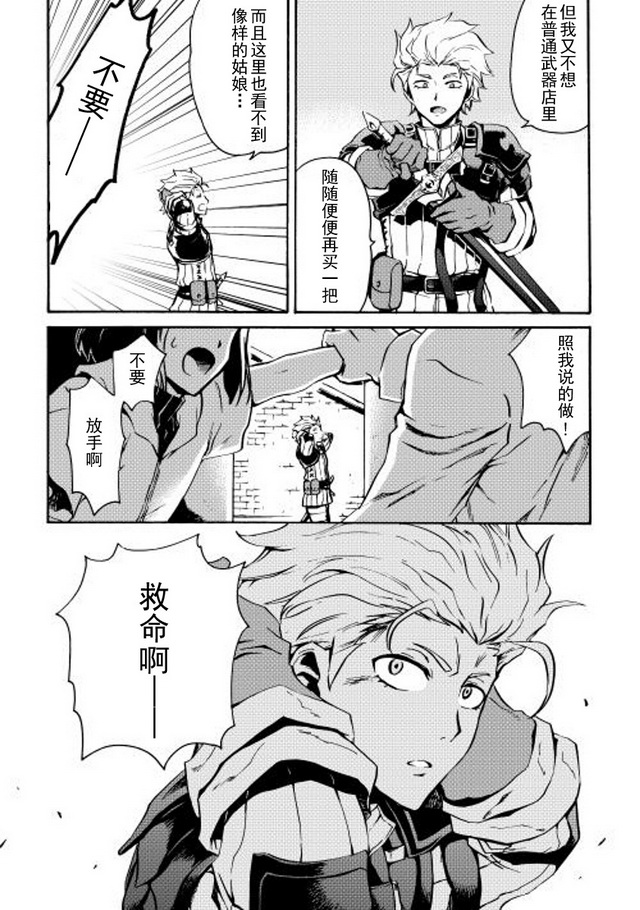 但我又不想
在普通武器店里
随随便便再买一把
而且这里也看不到
像样的姑娘…
不要——
照我说的做！
不要
放手啊
救命啊——